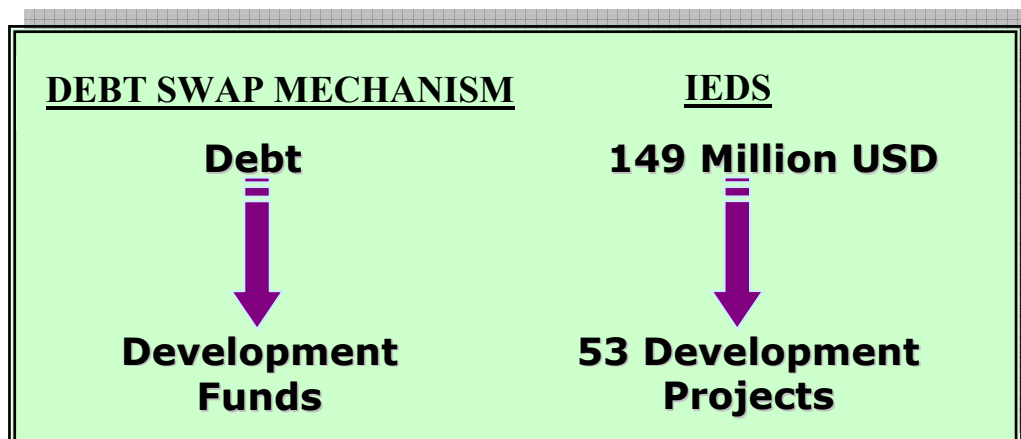 DEBT SWAP MECHANISM
Debt
Development
Funds
IEDS
149 Million USD
53 Development
Projects